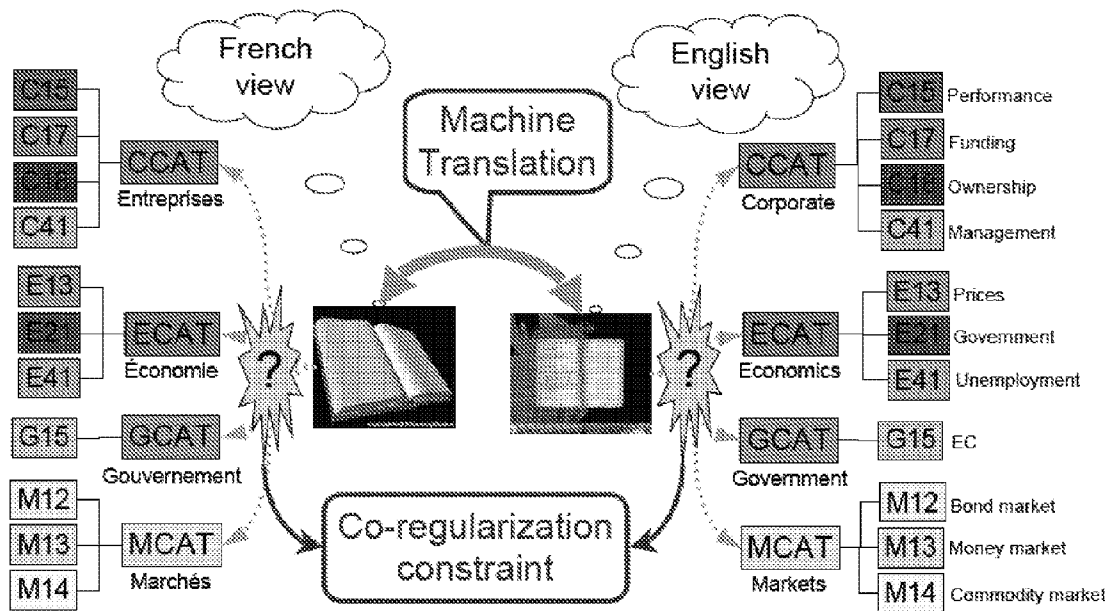 French
view
English
view
Machine
Translation
C15
C17
C18
C41
CCAT
Entreprises
E13
E21
E41
ECAT
Économie
G15
GCAT
Gouvernement
M12
M13
M14
MCAT
Marchés
?
?
Co-regularization
constraint
CCAT
Corporate
C15 Performance
C17 Funding
C18 Ownership
C41 Management
ECAT
Economics
E13 Prices
E21 Government
E41 Unemployment
GCAT
Government
G15 EC
MCAT
Markets
M12 Bond market
M13 Money market
M14 Commodity market